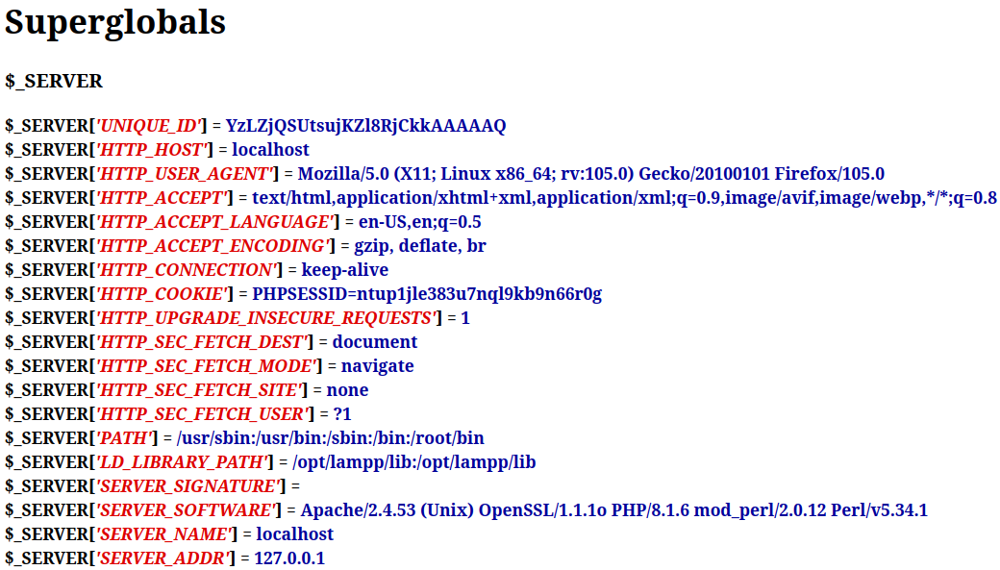 Superglobals
$_SERVER
$_SERVER['UNIQUE_ID'] = YzLZjQSUtsujKZl8RjCkkAAAAAQ
$_SERVER['HTTP_HOST'] = localhost
$_SERVER['HTTP_USER_AGENT'] = Mozilla/5.0 (X11; Linux x86_64; rv:105.0) Gecko/20100101 Firefox/105.0
$_SERVER['HTTP_ACCEPT'] = text/html,application/xhtml+xml,application/xml;q=0.9,image/avif,image/webp,*/*;q=0.8
$_SERVER['HTTP_ACCEPT_LANGUAGE'] = en-US,en;q=0.5
$_SERVER['HTTP_ACCEPT_ENCODING'] = gzip, deflate, br
$_SERVER['HTTP_CONNECTION'] = keep-alive
$_SERVER['HTTP_COOKIE'] = PHPSESSID=ntup1jle383u7nql9kb9n66r0g
$_SERVER['HTTP_UPGRADE_INSECURE_REQUESTS'] = 1
$_SERVER['HTTP_SEC_FETCH_DEST'] = document
$_SERVER['HTTP_SEC_FETCH_MODE'] = navigate
$_SERVER['HTTP_SEC_FETCH_SITE'] = none
$_SERVER['HTTP_SEC_FETCH_USER'] = ?1
$_SERVER['PATH'] = /usr/sbin:/usr/bin:/sbin:/bin:/root/bin
$_SERVER['LD_LIBRARY_PATH'] = /opt/lampp/lib:/opt/lampp/lib
$_SERVER['SERVER_SIGNATURE'] =
$_SERVER['SERVER_SOFTWARE'] = Apache/2.4.53 (Unix) OpenSSL/1.1.1o PHP/8.1.6 mod_perl/2.0.12 Perl/v5.34.1
$_SERVER['SERVER_NAME'] = localhost
$_SERVER['SERVER_ADDR'] = 127.0.0.1